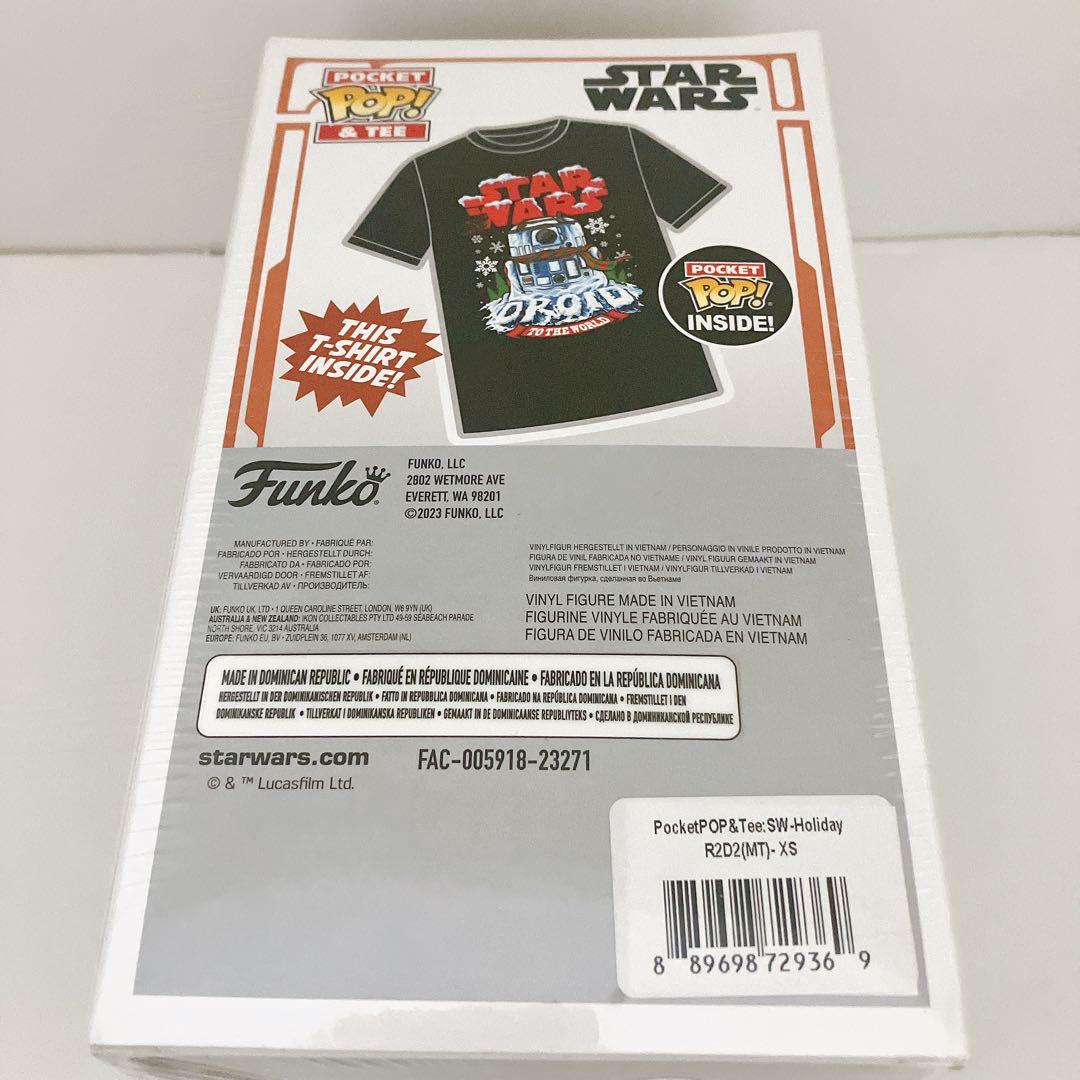 POCKET
POP!
& TEE
STAR
WARS
STAR
WARS
DROID
TO THE WORLD
POCKET
POP!
INSIDE!
THIS
T-SHIRT
INSIDE!
Funko
FUNKO, LLC
2802 WETMORE AVE
EVERETT, WA 98201
©2023 FUNKO, LLC
MANUFACTURED BY • FABRIQUÉ PAR:
FABRICADO POR • HERGESTELLT DURCH:
FABBRICATO DA • FABRICADO POR:
VERVAARDIGD DOOR • FREMSTILLET AF:
TILLVERKAD AV • ПРОИЗВОДИТЕЛЬ:
UK: FUNKO UK, LTD • 1 QUEEN CAROLINE STREET, LONDON, W6 9YN (UK)
AUSTRALIA & NEW ZEALAND: IKON COLLECTABLES PTY LTD 49-59 SEABEACH PARADE
NORTH SHORE, VIC 3214 AUSTRALIA
EUROPE: FUNKO EU, BV • ZUIDPLEIN 36, 1077 XV, AMSTERDAM (NL)
VINYLFIGUR HERGESTELLT IN VIETNAM / PERSONAGGIO IN VINILE PRODOTTO IN VIETNAM
FIGURA DE VINIL FABRICADA NO VIETNAME / VINYL FIGUUR GEMAAKT IN VIETNAM
VINYLFIGUR FREMSTILLET I VIETNAM / VINYLFIGUR TILLVERKAD I VIETNAM
Виниловая фигурка, сделанная во Вьетнаме
VINYL FIGURE MADE IN VIETNAM
FIGURINE VINYLE FABRIQUÉE AU VIETNAM
FIGURA DE VINILO FABRICADA EN VIETNAM
MADE IN DOMINICAN REPUBLIC • FABRIQUÉ EN RÉPUBLIQUE DOMINICAINE • FABRICADO EN LA REPÚBLICA DOMINICANA
HERGESTELLT IN DER DOMINIKANISCHEN REPUBLIK • FATTO IN REPUBBLICA DOMINICANA • FABRICADO NA REPÚBLICA DOMINICANA • FREMSTILLET I DEN
DOMINIKANSKE REPUBLIK • TILLVERKAT I DOMINIKANSKA REPUBLIKEN • GEMAAKT IN DE DOMINICAANSE REPUBLIYTEKS • СДЕЛАНО В ДОМИНИКАНСКОЙ РЕСПУБЛИКЕ
starwars.com
FAC-005918-23271
© & ™ Lucasfilm Ltd.
PocketPOP&Tee:SW-Holiday
R2D2(MT)- XS
8 89698 72936 9